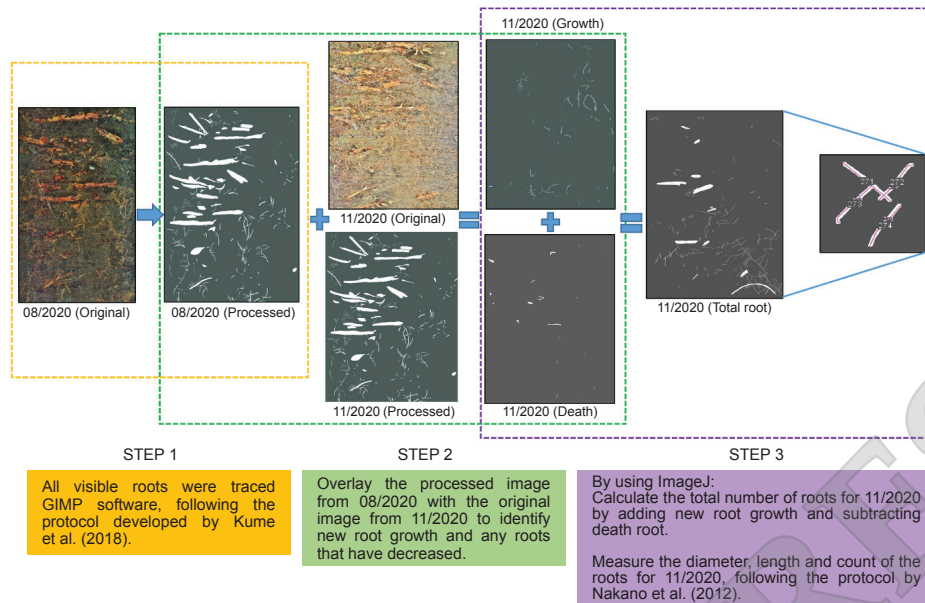 11/2020 (Growth)
08/2020 (Original)
08/2020 (Processed)
11/2020 (Original)
11/2020 (Processed)
11/2020 (Death)
11/2020 (Total root)
271
272
273
274
STEP 1
All visible roots were traced
GIMP software, following the
protocol developed by Kume
et al. (2018).
STEP 2
Overlay the processed image
from 08/2020 with the original
image from 11/2020 to identify
new root growth and any roots
that have decreased.
STEP 3
By using ImageJ:
Calculate the total number of roots for 11/2020
by adding new root growth and subtracting
death root.
Measure the diameter, length and count of the
roots for 11/2020, following the protocol by
Nakano et al. (2012).
RES